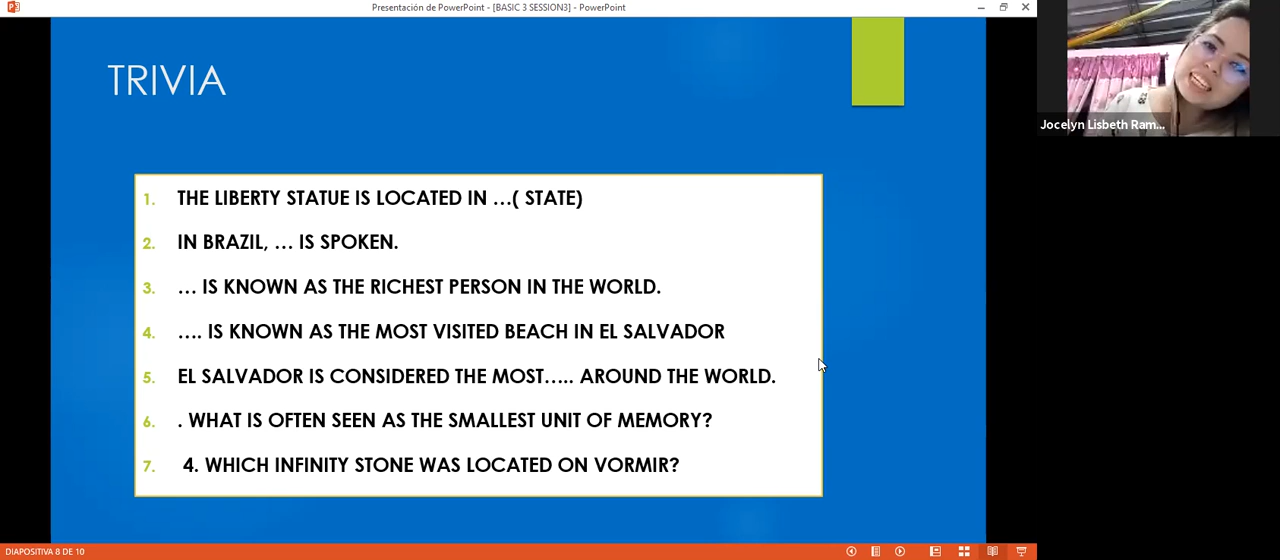 Presentación de PowerPoint - [BASIC 3 SESSION3] - PowerPoint
TRIVIA
1. THE LIBERTY STATUE IS LOCATED IN …( STATE)
2. IN BRAZIL, … IS SPOKEN.
3. … IS KNOWN AS THE RICHEST PERSON IN THE WORLD.
4. …. IS KNOWN AS THE MOST VISITED BEACH IN EL SALVADOR
5. EL SALVADOR IS CONSIDERED THE MOST….. AROUND THE WORLD.
6. . WHAT IS OFTEN SEEN AS THE SMALLEST UNIT OF MEMORY?
7. 4. WHICH INFINITY STONE WAS LOCATED ON VORMIR?
Jocelyn Lisbeth Ram...
DIAPOSITIVA 8 DE 10